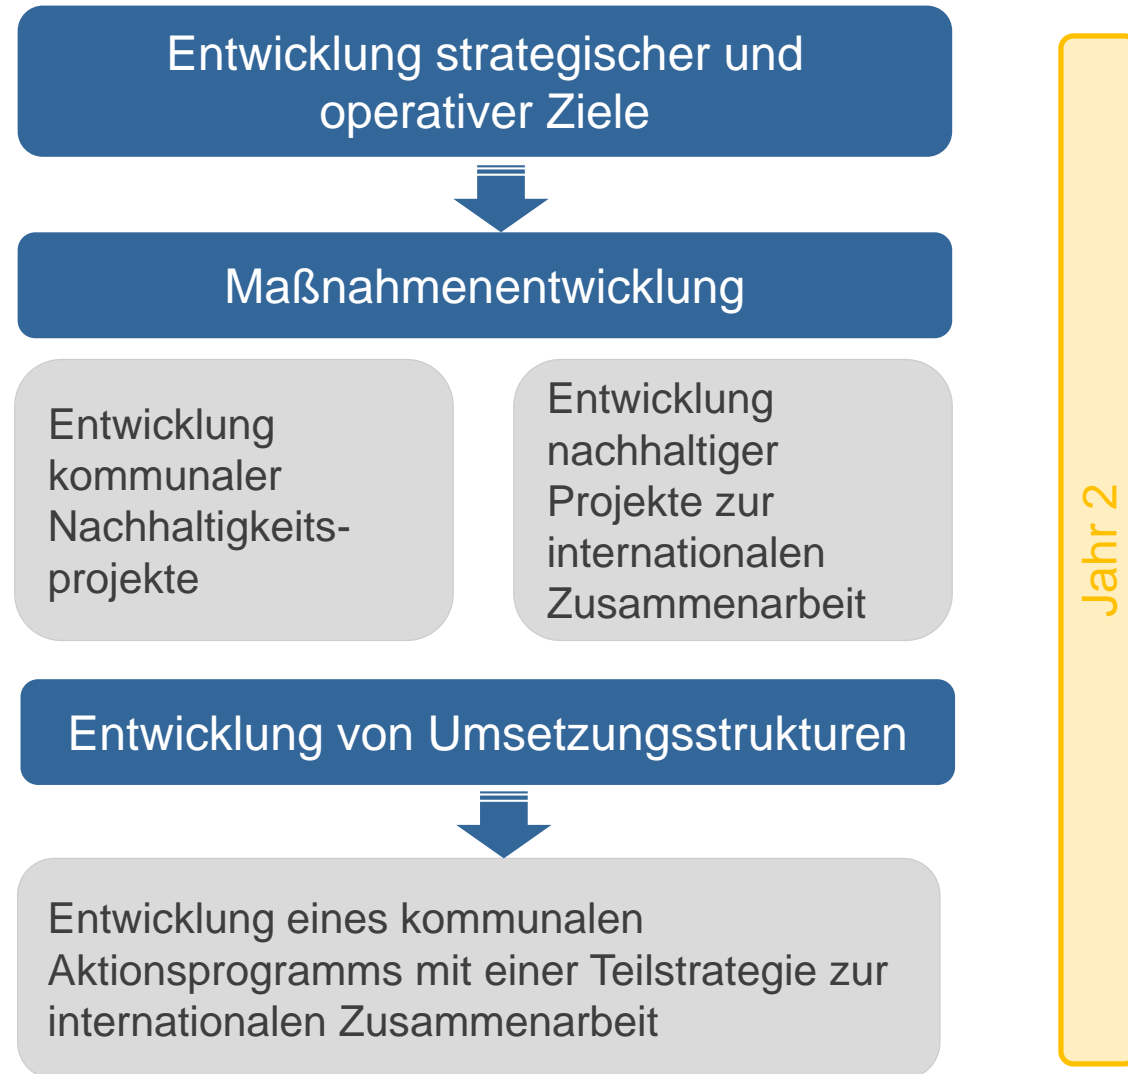 Entwicklung strategischer und
operativer Ziele
Maßnahmenentwicklung
Entwicklung
kommunaler
Nachhaltigkeits-
projekte
Entwicklung
nachhaltiger
Projekte zur
internationalen
Zusammenarbeit
Entwicklung von Umsetzungsstrukturen
Entwicklung eines kommunalen
Aktionsprogramms mit einer Teilstrategie zur
internationalen Zusammenarbeit
Jahr 2